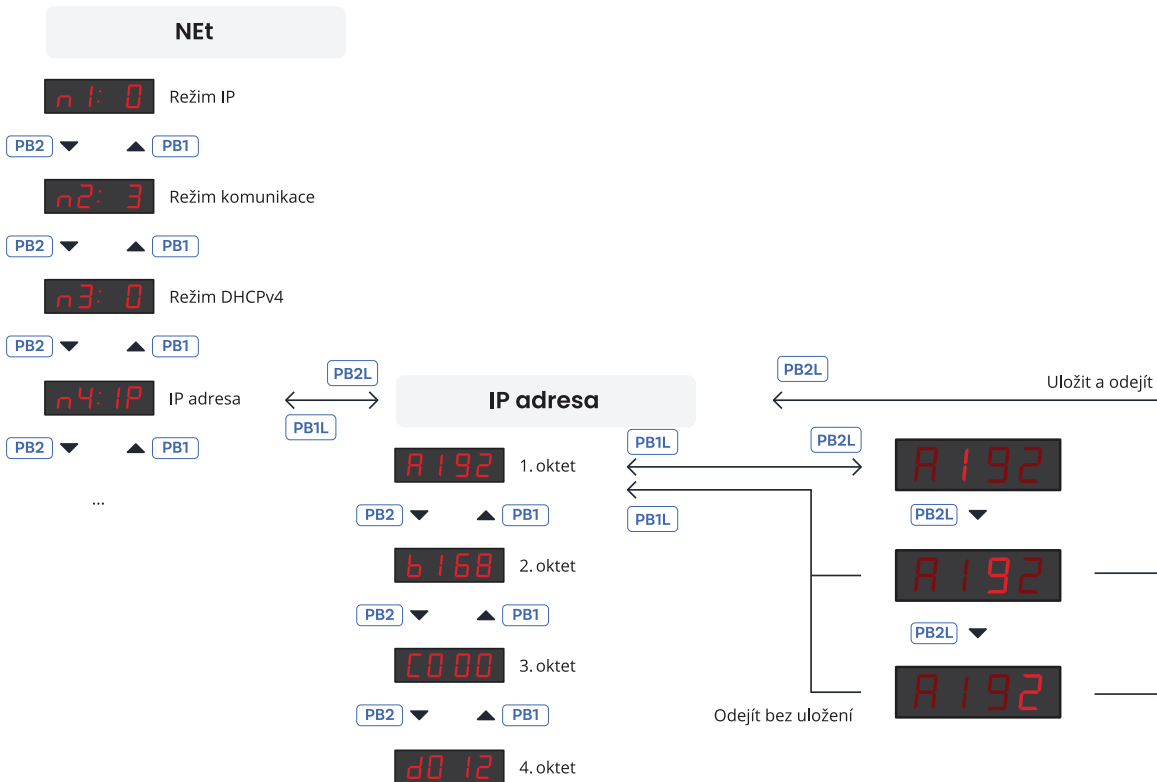 NEt
n1: 0 Režim IP
PB2 PB1
n2: 3 Režim komunikace
PB2 PB1
n3: 0 Režim DHCPv4
PB2 PB1
n4:IP IP adresa
PB2 PB1
...
PB2L
PB1L
IP adresa
A192 1. oktet
PB2 PB1
b168 2. oktet
PB2 PB1
C000 3. oktet
PB2 PB1
d012 4. oktet
PB2L
Uložit a odejít
PB1L PB2L
PB1L
A192
PB2L
A192
PB2L
A192
Odejít bez uložení